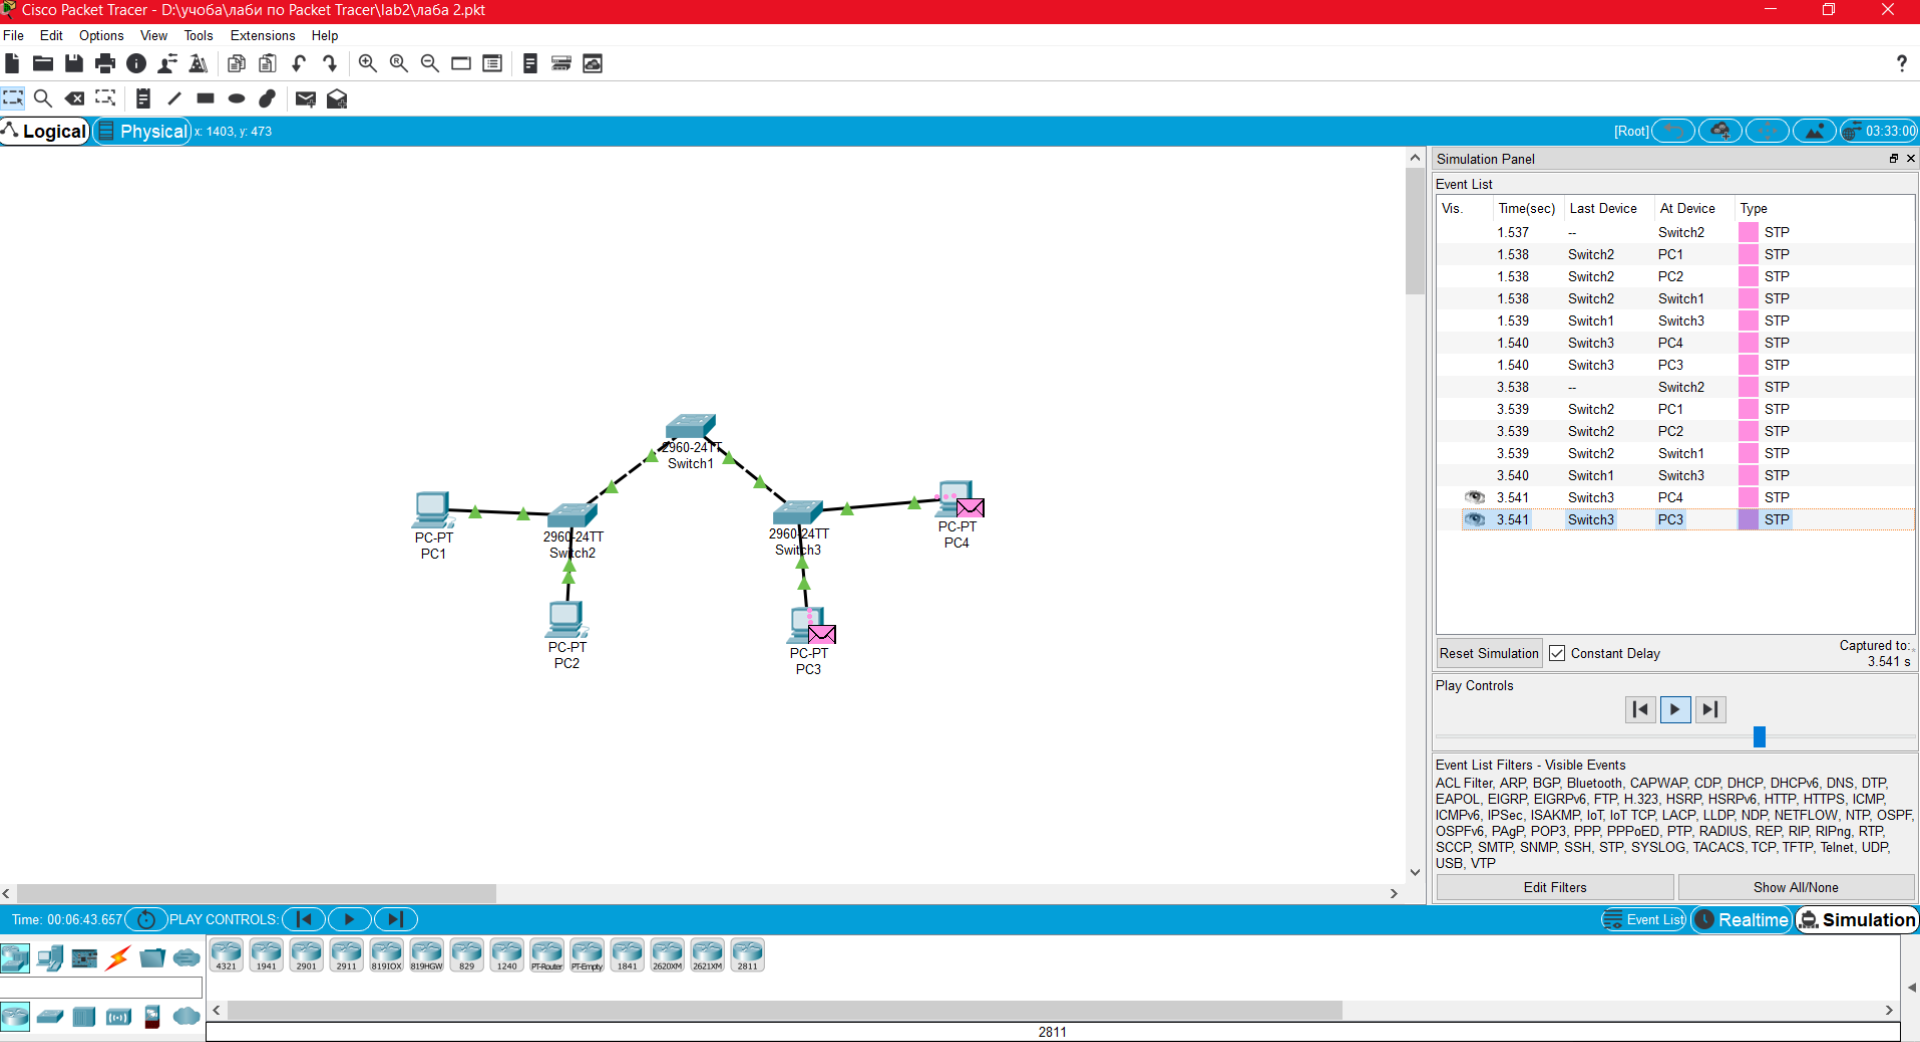 Cisco Packet Tracer - D:\учоба\лаби по Packet Tracer\lab2\лаба 2.pkt
File Edit Options View Tools Extensions Help
Logical Physical x: 1403, y: 473 [Root] 03:33:00
Simulation Panel
Event List
Vis. Time(sec) Last Device At Device Type
1.537 -- Switch2 STP
1.538 Switch2 PC1 STP
1.538 Switch2 PC2 STP
1.538 Switch2 Switch1 STP
1.539 Switch1 Switch3 STP
1.540 Switch3 PC4 STP
1.540 Switch3 PC3 STP
3.538 -- Switch2 STP
3.539 Switch2 PC1 STP
3.539 Switch2 PC2 STP
3.539 Switch2 Switch1 STP
3.540 Switch1 Switch3 STP
3.541 Switch3 PC4 STP
3.541 Switch3 PC3 STP
2960-24TT
Switch1
PC-PT
PC1
2960-24TT
Switch2
2960-24TT
Switch3
PC-PT
PC4
PC-PT
PC2
PC-PT
PC3
Reset Simulation Constant Delay
Captured to:
3.541 s
Play Controls
Event List Filters - Visible Events
ACL Filter, ARP, BGP, Bluetooth, CAPWAP, CDP, DHCP, DHCPv6, DNS, DTP,
EAPOL, EIGRP, EIGRPv6, FTP, H.323, HSRP, HSRPv6, HTTP, HTTPS, ICMP,
ICMPv6, IPSec, ISAKMP, IoT, IoT TCP, LACP, LLDP, NDP, NETFLOW, NTP, OSPF,
OSPFv6, PAgP, POP3, PPP, PPPoED, PTP, RADIUS, REP, RIP, RIPng, RTP,
SCCP, SMTP, SNMP, SSH, STP, SYSLOG, TACACS, TCP, TFTP, Telnet, UDP,
USB, VTP
Edit Filters Show All/None
Time: 00:06:43.657 PLAY CONTROLS: Event List Realtime Simulation
4321 1941 2901 2911 819IOX 819HGW 829 1240 PT-Router PT-Empty 1841 2620XM 2621XM 2811
2811